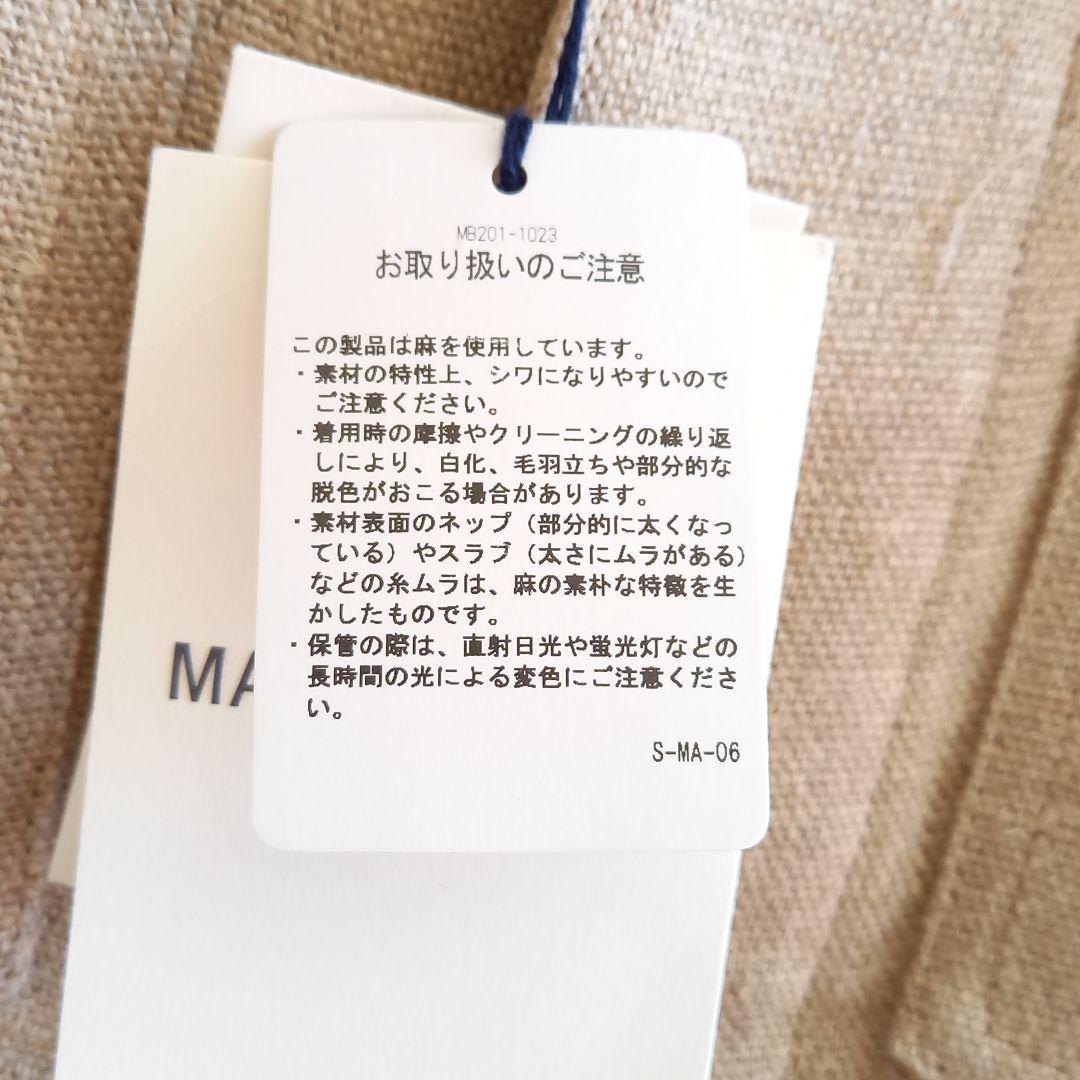 MB201-1023
お取り扱いのご注意
この製品は麻を使用しています。
・素材の特性上、シワになりやすいので
ご注意ください。
・着用時の摩擦やクリーニングの繰り返
しにより、白化、毛羽立ちや部分的な
脱色がおこる場合があります。
・素材表面のネップ（部分的に太くなっ
ている）やスラブ（太さにムラがある）
などの糸ムラは、麻の素朴な特徴を生
かしたものです。
・保管の際は、直射日光や蛍光灯などの
長時間の光による変色にご注意くださ
い。
S-MA-06
MA